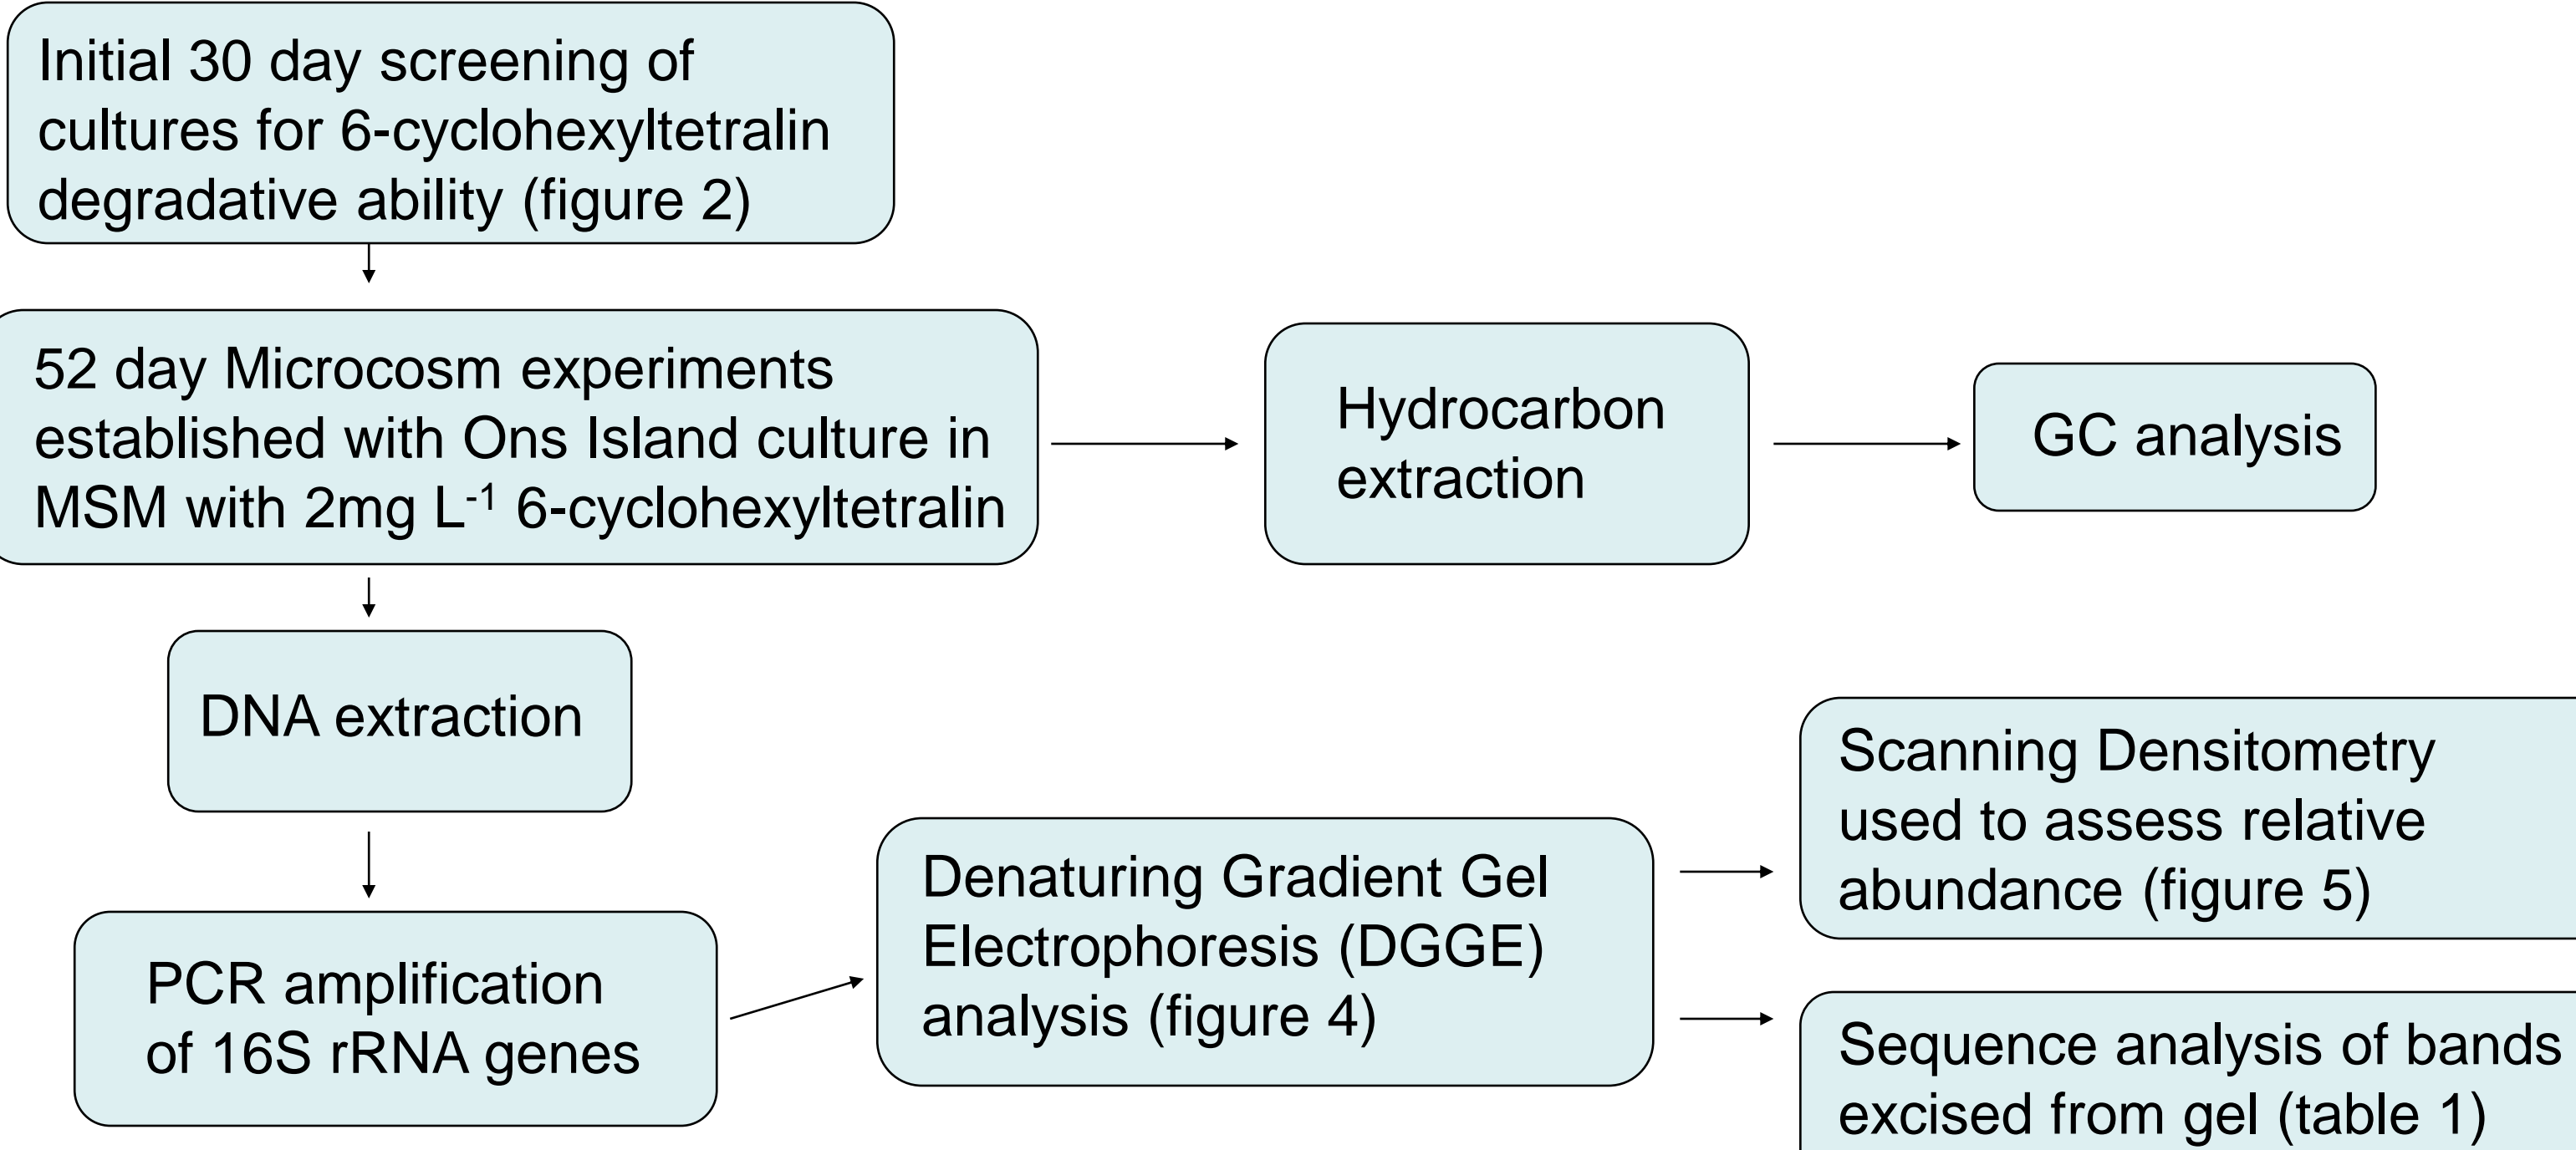 Initial 30 day screening of
cultures for 6-cyclohexyltetralin
degradative ability (figure 2)
52 day Microcosm experiments
established with Ons Island culture in
MSM with 2mg L⁻¹ 6-cyclohexyltetralin
Hydrocarbon
extraction
GC analysis
DNA extraction
PCR amplification
of 16S rRNA genes
Denaturing Gradient Gel
Electrophoresis (DGGE)
analysis (figure 4)
Scanning Densitometry
used to assess relative
abundance (figure 5)
Sequence analysis of bands
excised from gel (table 1)